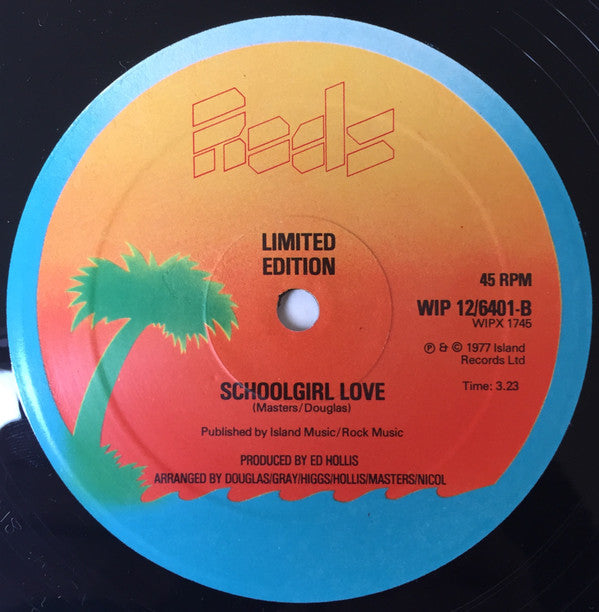 Rods
LIMITED
EDITION
45 RPM
WIP 12/6401-B
WIPX 1745
℗ & © 1977 Island
Records Ltd
Time: 3.23
SCHOOLGIRL LOVE
(Masters/Douglas)
Published by Island Music/Rock Music
PRODUCED BY ED HOLLIS
ARRANGED BY DOUGLAS/GRAY/HIGGS/HOLLIS/MASTERS/NICOL